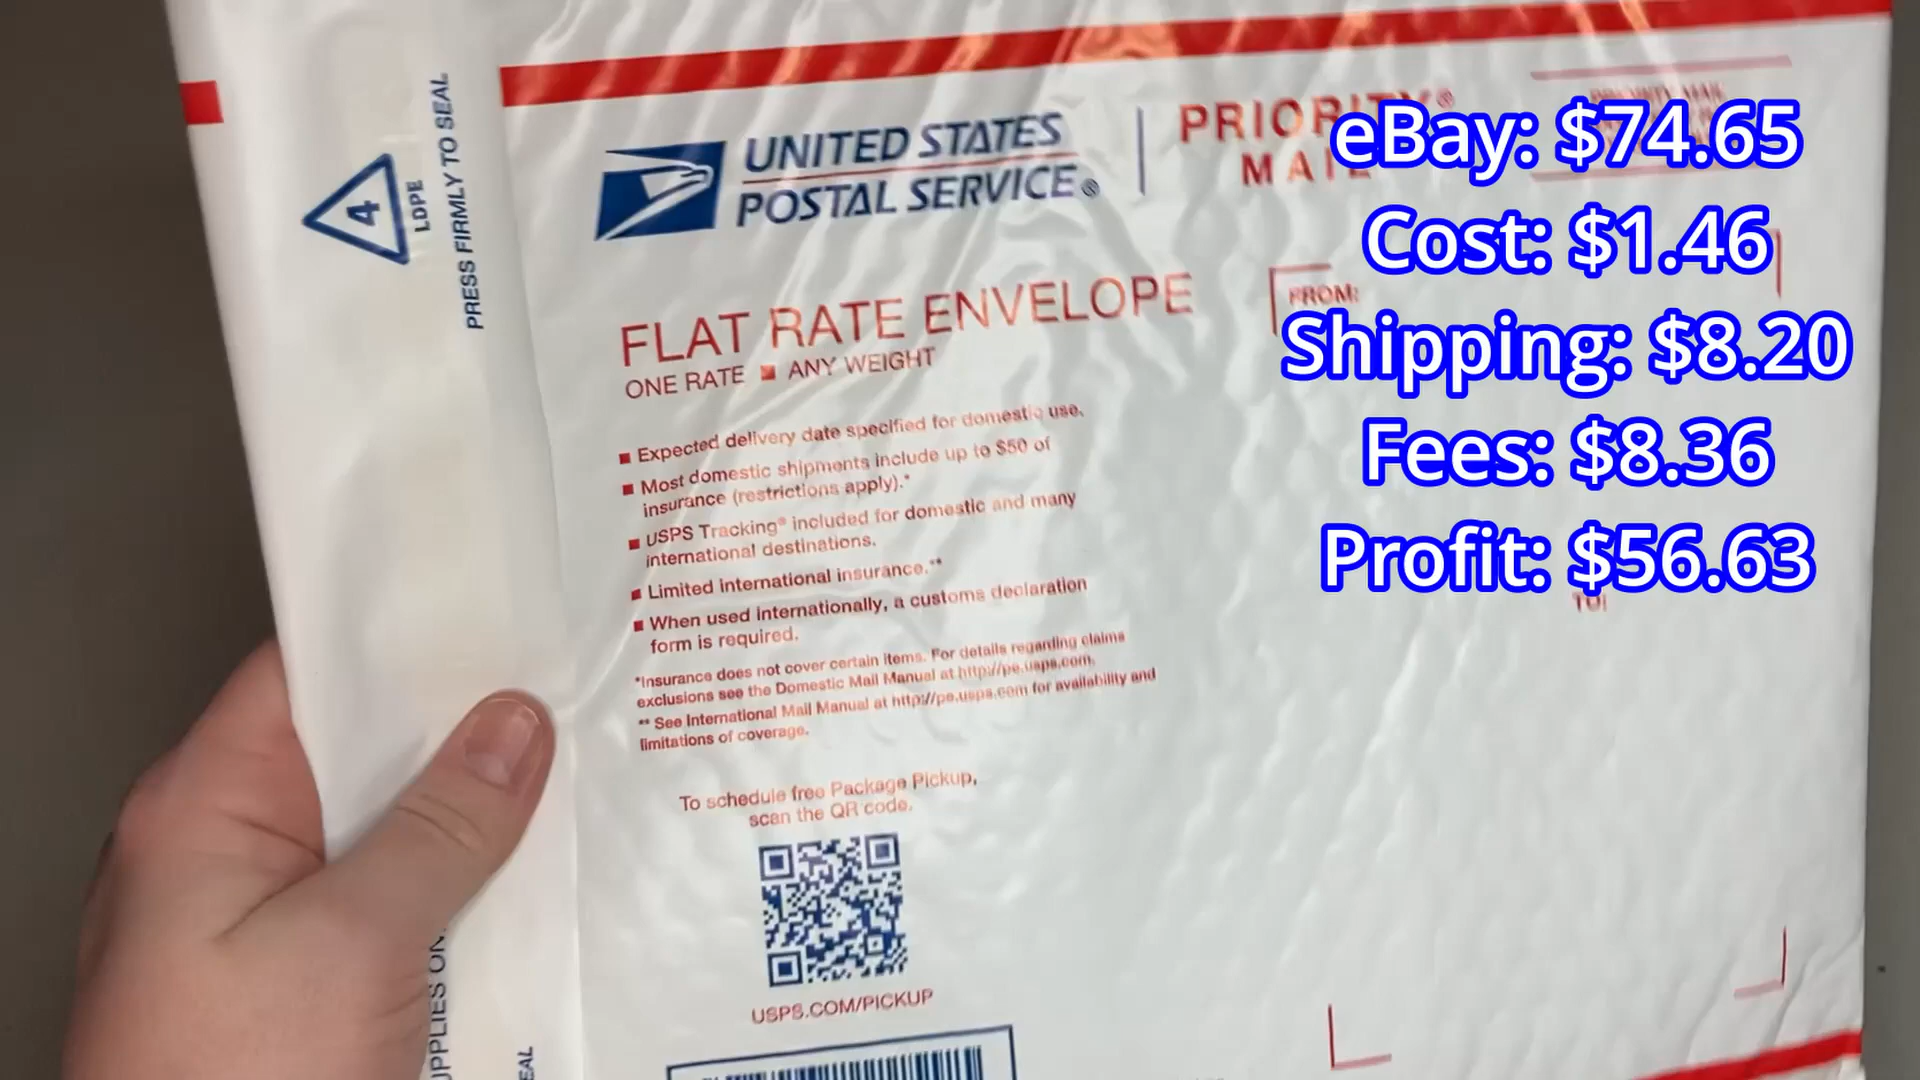 4
LDPE
PRESS FIRMLY TO SEAL
UNITED STATES
POSTAL SERVICE®
PRIORITY®
MAIL
eBay: $74.65
Cost: $1.46
Shipping: $8.20
Fees: $8.36
Profit: $56.63
FROM:
TO:
FLAT RATE ENVELOPE
ONE RATE ■ ANY WEIGHT
■ Expected delivery date specified for domestic use.
■ Most domestic shipments include up to $50 of
insurance (restrictions apply).*
■ USPS Tracking® included for domestic and many
international destinations.
■ Limited international insurance.**
■ When used internationally, a customs declaration
form is required.
*Insurance does not cover certain items. For details regarding claims
exclusions see the Domestic Mail Manual at http://pe.usps.com.
** See International Mail Manual at http://pe.usps.com for availability and
limitations of coverage.
To schedule free Package Pickup,
scan the QR code.
USPS.COM/PICKUP